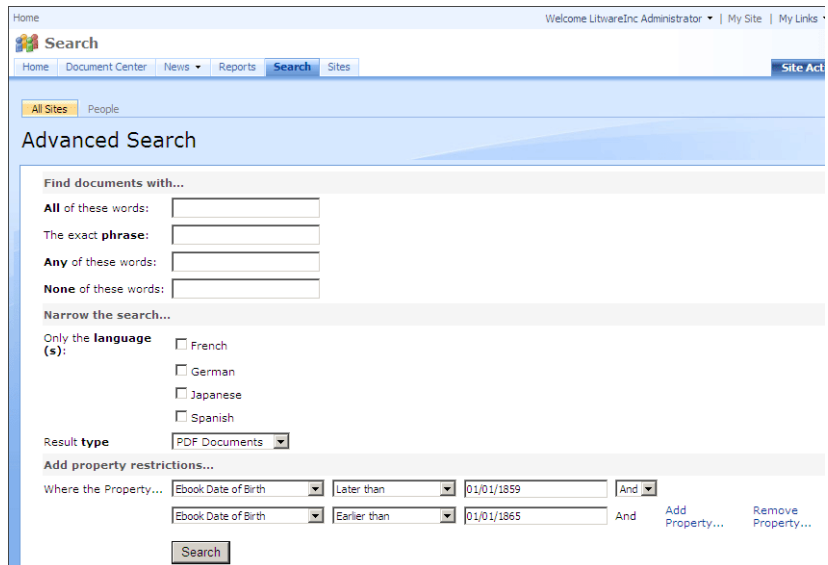 Home Welcome LitwareInc Administrator | My Site | My Links
Search
Home Document Center News Reports Search Sites Site Act
All Sites People
Advanced Search
Find documents with...
All of these words:
The exact phrase:
Any of these words:
None of these words:
Narrow the search...
Only the language
(s):
French
German
Japanese
Spanish
Result type PDF Documents
Add property restrictions...
Where the Property... Ebook Date of Birth Later than 01/01/1859 And
Ebook Date of Birth Earlier than 01/01/1865 And Add Remove
Property... Property...
Search